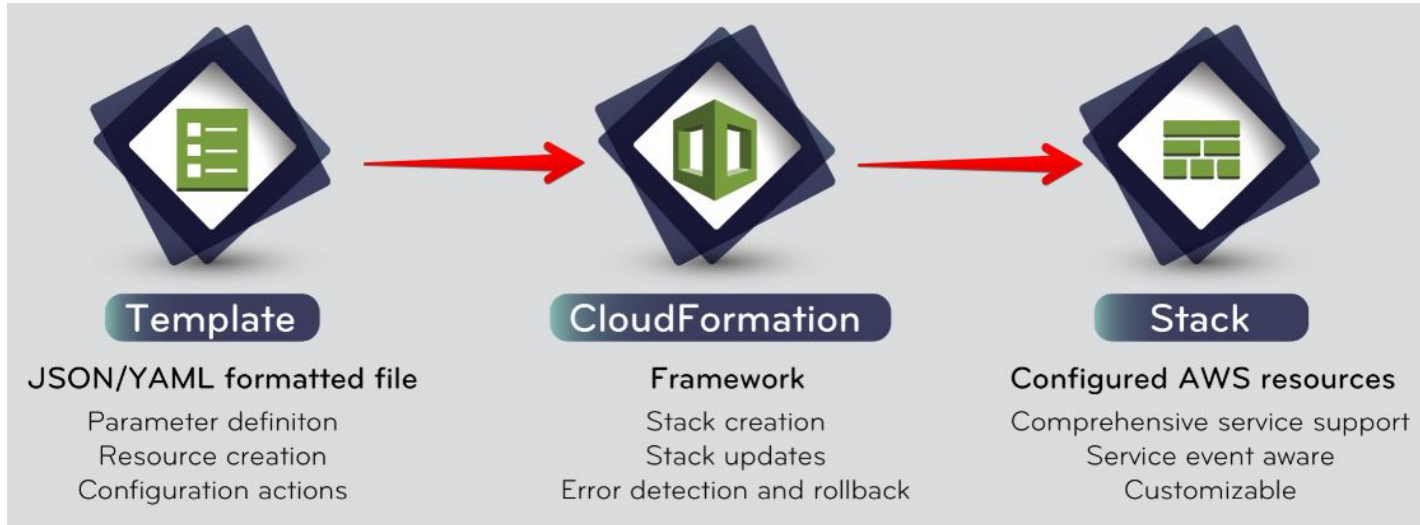 Template
JSON/YAML formatted file
Parameter definiton
Resource creation
Configuration actions
CloudFormation
Framework
Stack creation
Stack updates
Error detection and rollback
Stack
Configured AWS resources
Comprehensive service support
Service event aware
Customizable